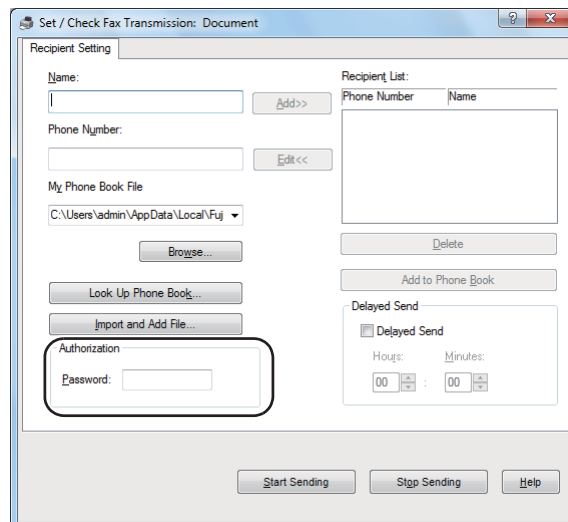 Set / Check Fax Transmission: Document
Recipient Setting
Name:
Add>>
Phone Number:
Edit<<
My Phone Book File
C:\Users\admin\AppData\Local\Fuj
Browse...
Look Up Phone Book...
Import and Add File...
Authorization
Password:
Recipient List:
Phone Number Name
Delete
Add to Phone Book
Delayed Send
Delayed Send
Hours: Minutes:
00 : 00
Start Sending Stop Sending Help